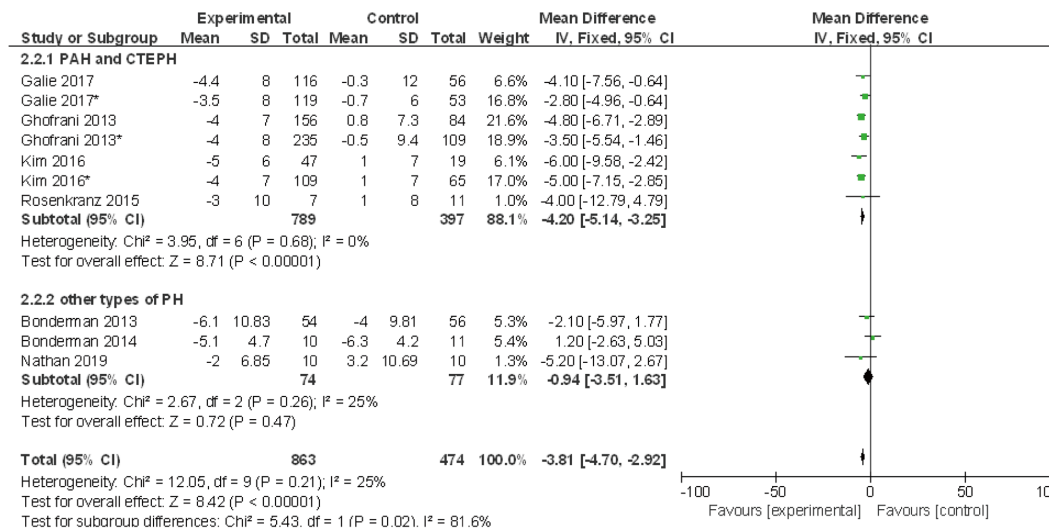 Experimental Control Mean Difference Mean Difference
Study or Subgroup Mean SD Total Mean SD Total Weight IV, Fixed, 95% CI IV, Fixed, 95% CI
2.2.1 PAH and CTEPH
Galie 2017 -4.4 8 116 -0.3 12 56 6.6% -4.10 [-7.56, -0.64]
Galie 2017* -3.5 8 119 -0.7 6 53 16.8% -2.80 [-4.96, -0.64]
Ghofrani 2013 -4 7 156 0.8 7.3 84 21.6% -4.80 [-6.71, -2.89]
Ghofrani 2013* -4 8 235 -0.5 9.4 109 18.9% -3.50 [-5.54, -1.46]
Kim 2016 -5 6 47 1 7 19 6.1% -6.00 [-9.58, -2.42]
Kim 2016* -4 7 109 1 7 65 17.0% -5.00 [-7.15, -2.85]
Rosenkranz 2015 -3 10 7 1 8 11 1.0% -4.00 [-12.79, 4.79]
Subtotal (95% CI) 789 397 88.1% -4.20 [-5.14, -3.25]
Heterogeneity: Chi² = 3.95, df = 6 (P = 0.68); I² = 0%
Test for overall effect: Z = 8.71 (P < 0.00001)
2.2.2 other types of PH
Bonderman 2013 -6.1 10.83 54 -4 9.81 56 5.3% -2.10 [-5.97, 1.77]
Bonderman 2014 -5.1 4.7 10 -6.3 4.2 11 5.4% 1.20 [-2.63, 5.03]
Nathan 2019 -2 6.85 10 3.2 10.69 10 1.3% -5.20 [-13.07, 2.67]
Subtotal (95% CI) 74 77 11.9% -0.94 [-3.51, 1.63]
Heterogeneity: Chi² = 2.67, df = 2 (P = 0.26); I² = 25%
Test for overall effect: Z = 0.72 (P = 0.47)
Total (95% CI) 863 474 100.0% -3.81 [-4.70, -2.92]
Heterogeneity: Chi² = 12.05, df = 9 (P = 0.21); I² = 25%
Test for overall effect: Z = 8.42 (P < 0.00001)
Test for subgroup differences: Chi² = 5.43, df = 1 (P = 0.02), I² = 81.6%
-100 -50 0 50
Favours [experimental] Favours [control]